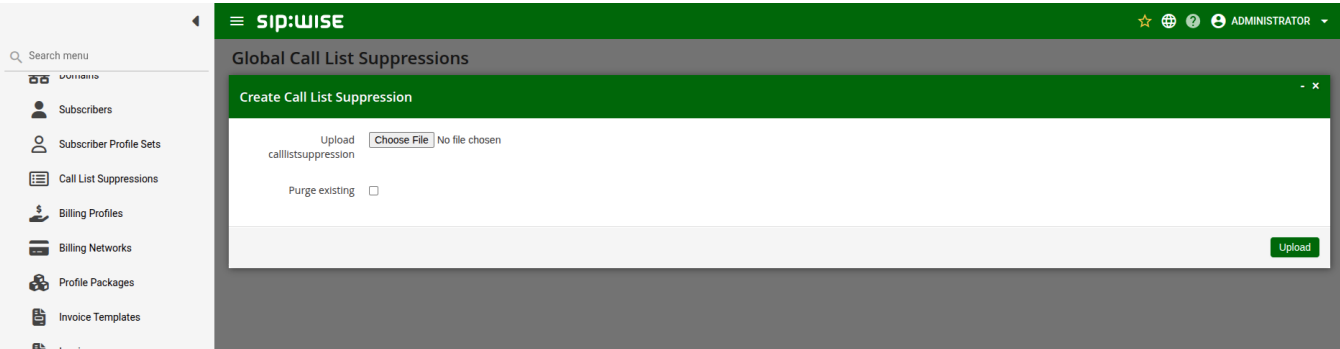 sip:wise
ADMINISTRATOR
Search menu
Domains
Subscribers
Subscriber Profile Sets
Call List Suppressions
Billing Profiles
Billing Networks
Profile Packages
Invoice Templates
Global Call List Suppressions
Create Call List Suppression
- ×
Upload
calllistsuppression
Choose File No file chosen
Purge existing
Upload